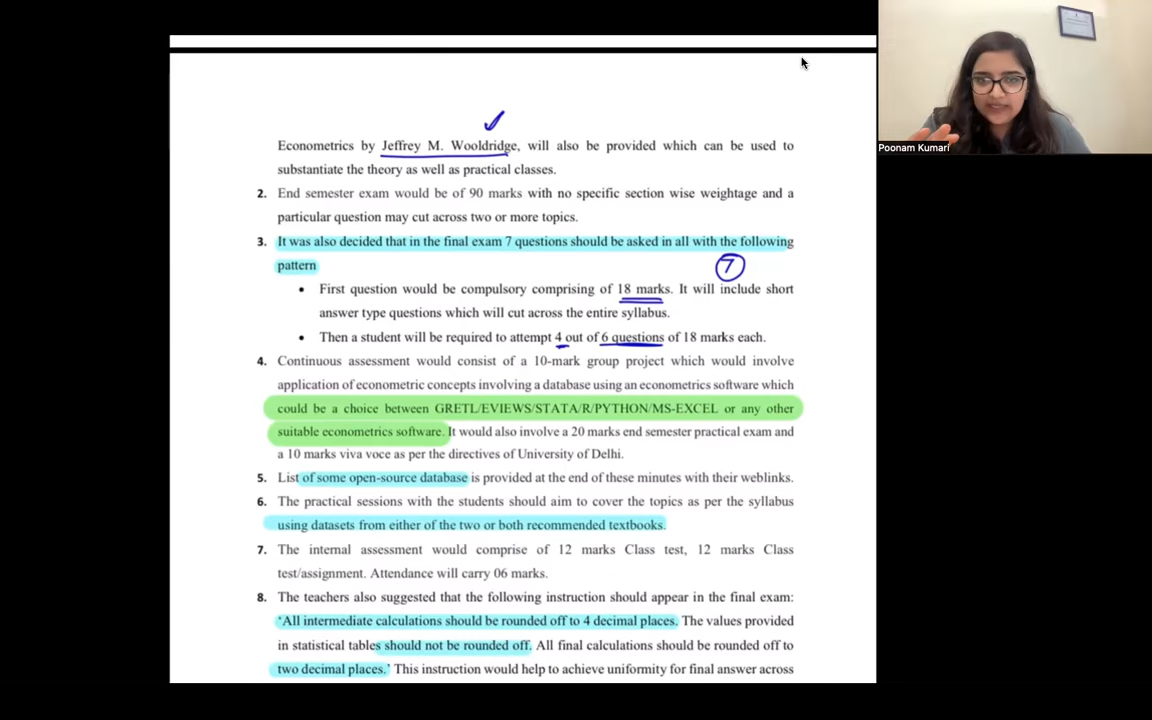 Econometrics by Jeffrey M. Wooldridge, will also be provided which can be used to
substantiate the theory as well as practical classes.
2. End semester exam would be of 90 marks with no specific section wise weightage and a
particular question may cut across two or more topics.
3. It was also decided that in the final exam 7 questions should be asked in all with the following
pattern
7
• First question would be compulsory comprising of 18 marks. It will include short
answer type questions which will cut across the entire syllabus.
• Then a student will be required to attempt 4 out of 6 questions of 18 marks each.
4. Continuous assessment would consist of a 10-mark group project which would involve
application of econometric concepts involving a database using an econometrics software which
could be a choice between GRETL/EVIEWS/STATA/R/PYTHON/MS-EXCEL or any other
suitable econometrics software. It would also involve a 20 marks end semester practical exam and
a 10 marks viva voce as per the directives of University of Delhi.
5. List of some open-source database is provided at the end of these minutes with their weblinks.
6. The practical sessions with the students should aim to cover the topics as per the syllabus
using datasets from either of the two or both recommended textbooks.
7. The internal assessment would comprise of 12 marks Class test, 12 marks Class
test/assignment. Attendance will carry 06 marks.
8. The teachers also suggested that the following instruction should appear in the final exam:
‘All intermediate calculations should be rounded off to 4 decimal places. The values provided
in statistical tables should not be rounded off. All final calculations should be rounded off to
two decimal places.’ This instruction would help to achieve uniformity for final answer across
Poonam Kumari